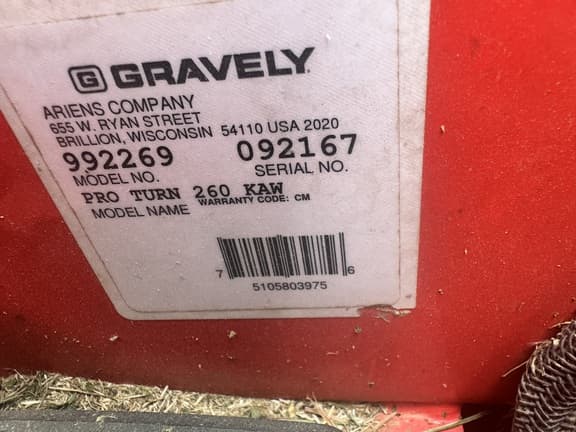 G GRAVELY
ARIENS COMPANY
655 W. RYAN STREET
BRILLION, WISCONSIN 54110 USA 2020
992269 092167
MODEL NO. SERIAL NO.
PRO TURN 260 KAW
MODEL NAME WARRANTY CODE: CM
7 5105803975 6